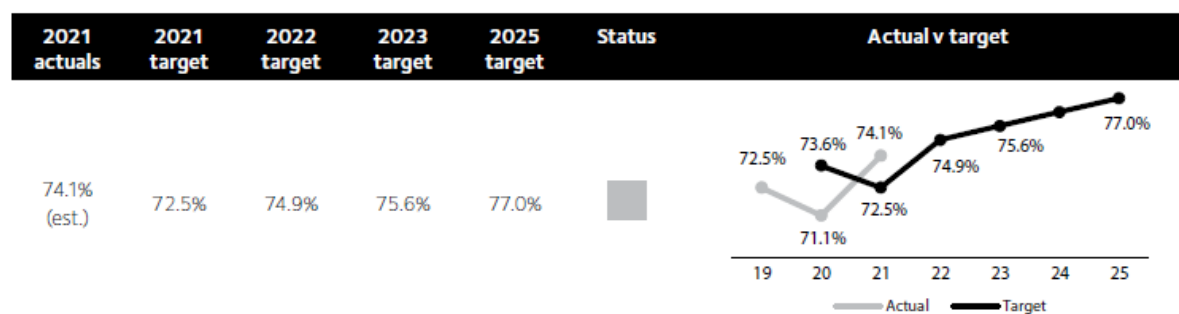 2021 2021 2022 2023 2025 Status Actual v target
actuals target target target target
74.1%
(est.)
72.5% 74.9% 75.6% 77.0%
72.5% 73.6% 74.1% 77.0%
74.9% 75.6%
72.5%
71.1%
19 20 21 22 23 24 25
Actual Target